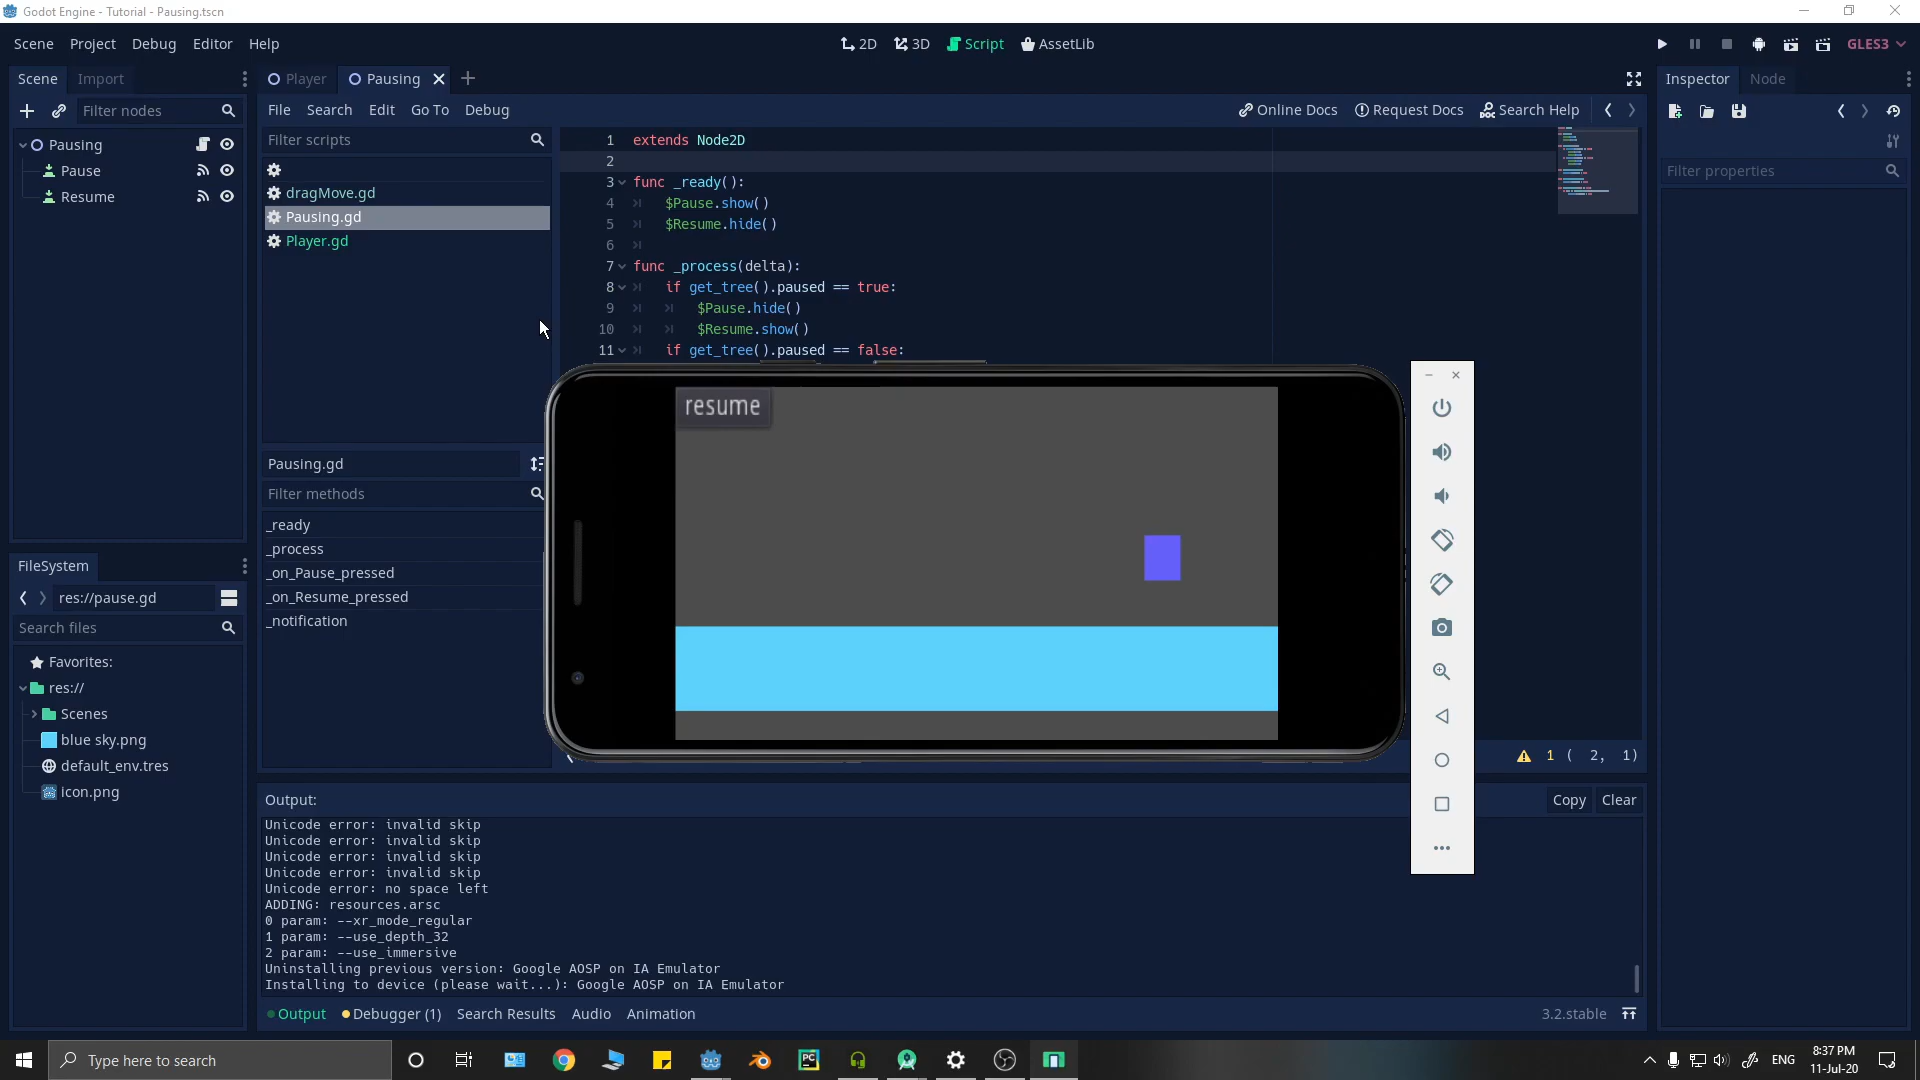 Godot Engine - Tutorial - Pausing.tscn
Scene Project Debug Editor Help
2D 3D Script AssetLib
GLES3
Scene Import
Filter nodes
Pausing
Pause
Resume
Player Pausing
File Search Edit Go To Debug
Online Docs Request Docs Search Help
Filter scripts
dragMove.gd
Pausing.gd
Player.gd
1 extends Node2D
2
3 func _ready():
4 $Pause.show()
5 $Resume.hide()
6
7 func _process(delta):
8 if get_tree().paused == true:
9 $Pause.hide()
10 $Resume.show()
11 if get_tree().paused == false:
Inspector Node
Filter properties
Pausing.gd
Filter methods
_ready
_process
_on_Pause_pressed
_on_Resume_pressed
_notification
resume
1 ( 2, 1)
FileSystem
res://pause.gd
Search files
Favorites:
res://
Scenes
blue sky.png
default_env.tres
icon.png
Output:
Copy Clear
Unicode error: invalid skip
Unicode error: invalid skip
Unicode error: invalid skip
Unicode error: invalid skip
Unicode error: no space left
ADDING: resources.arsc
0 param: --xr_mode_regular
1 param: --use_depth_32
2 param: --use_immersive
Uninstalling previous version: Google AOSP on IA Emulator
Installing to device (please wait...): Google AOSP on IA Emulator
Output Debugger (1) Search Results Audio Animation
3.2.stable
Type here to search
PC
ENG
8:37 PM
11-Jul-20